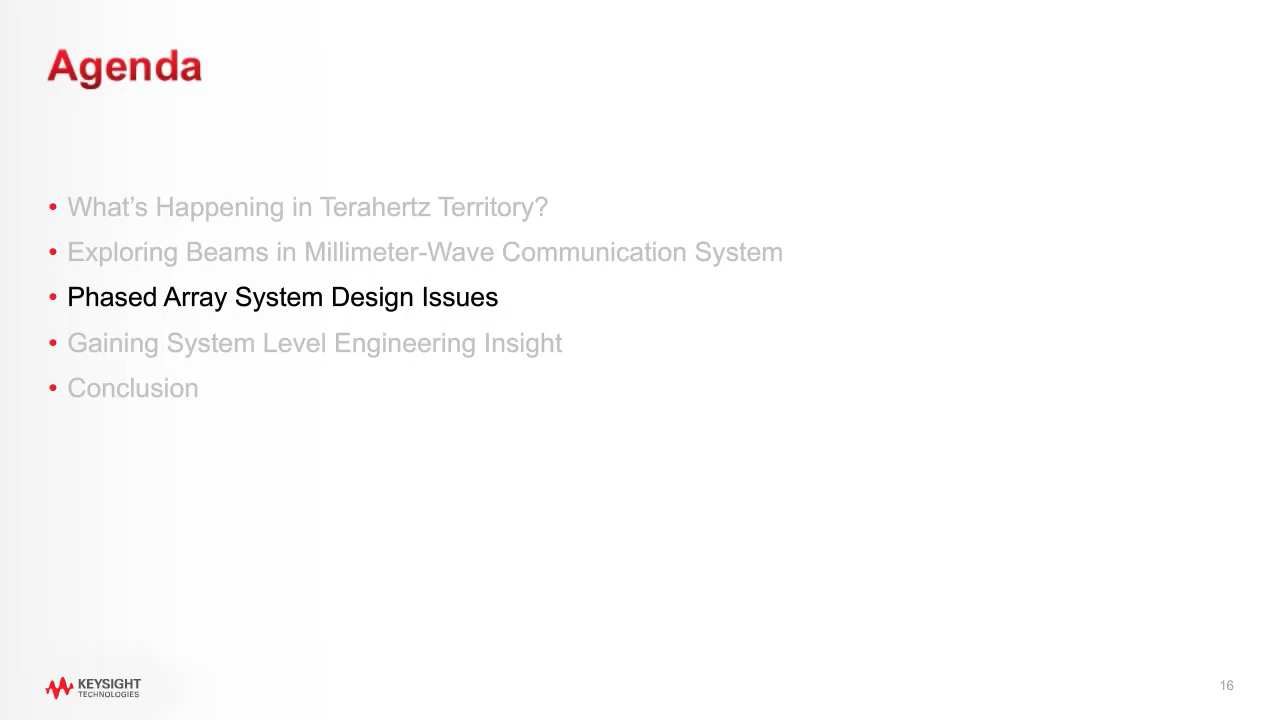 Agenda
• What's Happening in Terahertz Territory?
• Exploring Beams in Millimeter-Wave Communication System
• Phased Array System Design Issues
• Gaining System Level Engineering Insight
• Conclusion
KEYSIGHT
TECHNOLOGIES
16